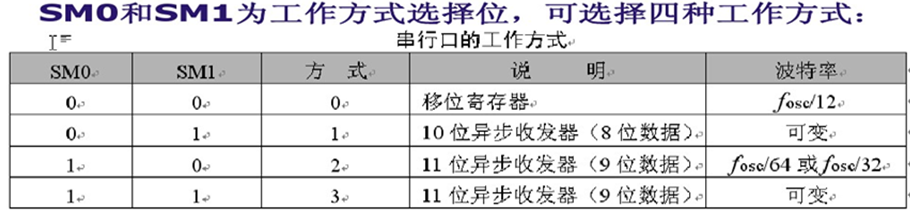 SM0和SM1为工作方式选择位，可选择四种工作方式：
串行口的工作方式
SM0 SM1 方 式 说 明 波特率
0 0 0 移位寄存器 fosc/12
0 1 1 10 位异步收发器（8 位数据） 可变
1 0 2 11 位异步收发器（9 位数据） fosc/64 或 fosc/32
1 1 3 11 位异步收发器（9 位数据） 可变